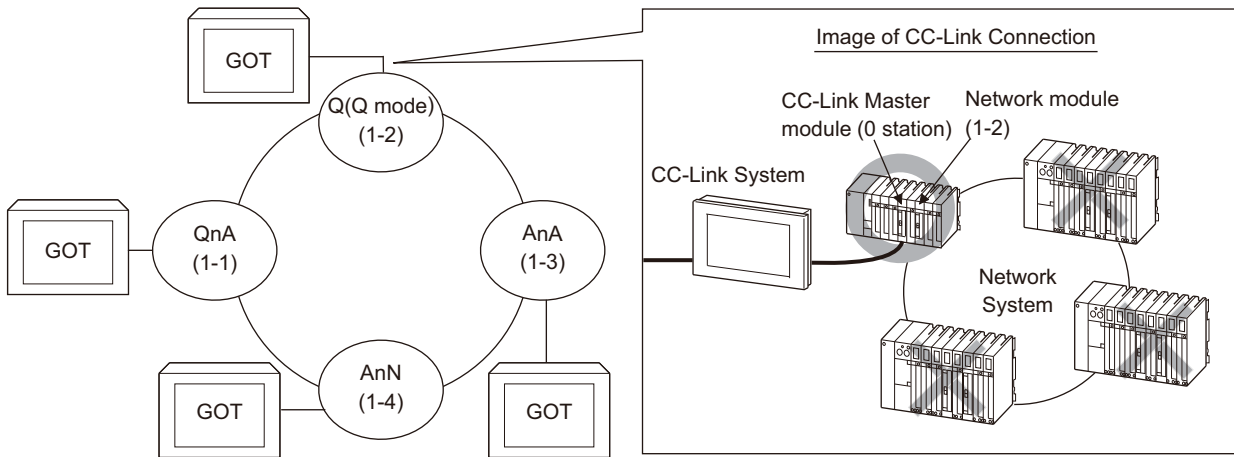 GOT
Q(Q mode)
(1-2)
GOT
QnA
(1-1)
AnA
(1-3)
GOT
AnN
(1-4)
GOT
Image of CC-Link Connection
CC-Link Master
module (0 station)
Network module
(1-2)
CC-Link System
Network
System